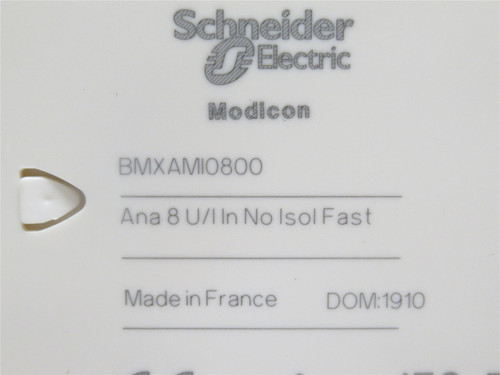 Schneider
Electric
Modicon
BMXAMI0800
Ana 8 U/I In No Isol Fast
Made in France DOM:1910